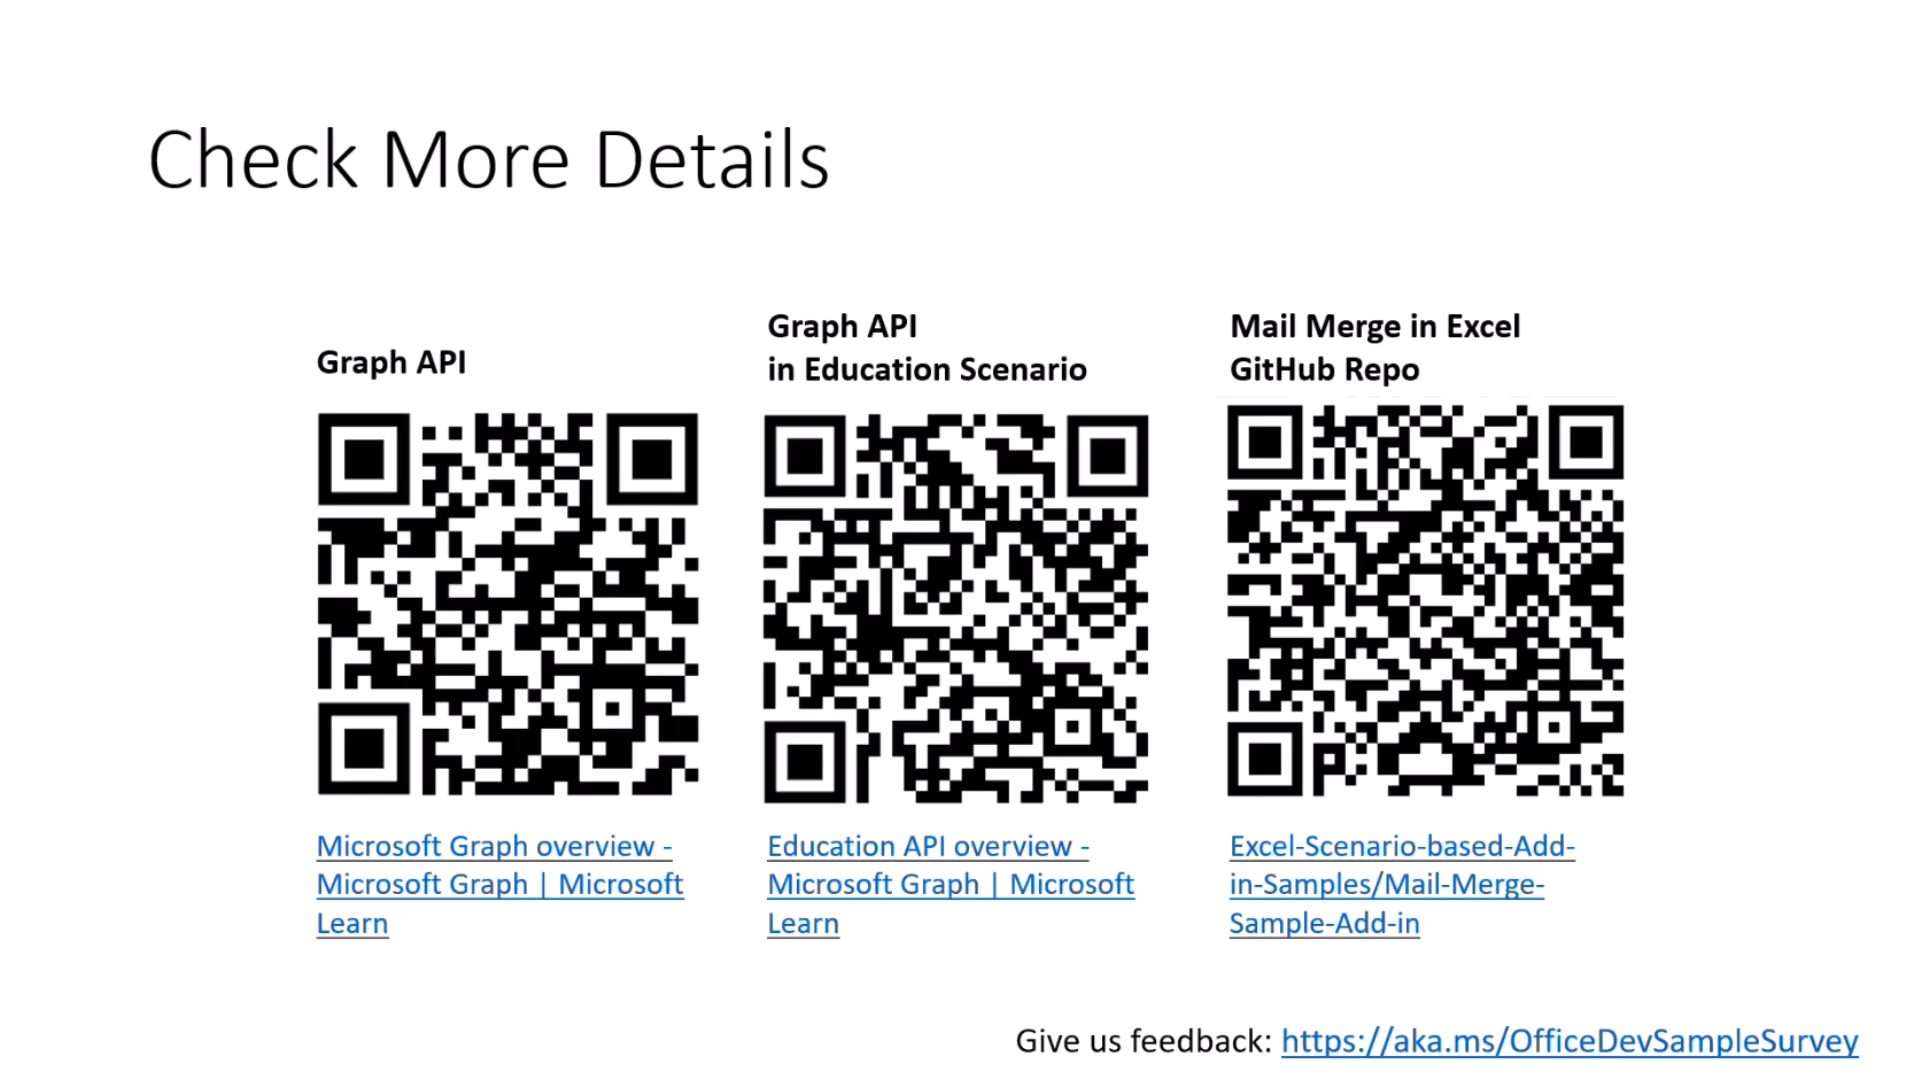 Check More Details
Graph API
Microsoft Graph overview -
Microsoft Graph | Microsoft
Learn
Graph API
in Education Scenario
Education API overview -
Microsoft Graph | Microsoft
Learn
Mail Merge in Excel
GitHub Repo
Excel-Scenario-based-Add-
in-Samples/Mail-Merge-
Sample-Add-in
Give us feedback: https://aka.ms/OfficeDevSampleSurvey